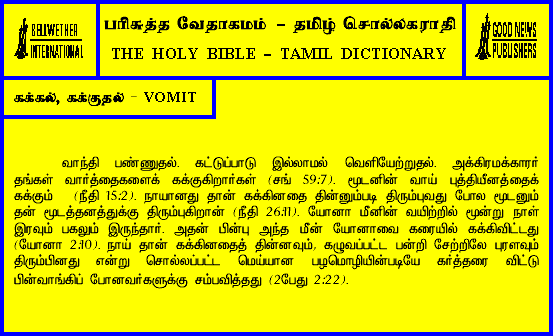 BELLWETHER
INTERNATIONAL
பரிசுத்த வேதாகமம் - தமிழ் சொல்லகராதி
THE HOLY BIBLE - TAMIL DICTIONARY
GOOD NEWS
PUBLISHERS
கக்கல், கக்குதல் - VOMIT
வாந்தி பண்ணுதல். கட்டுப்பாடு இல்லாமல் வெளியேற்றுதல். அக்கிரமக்காரர்
தங்கள் வார்த்தைகளைக் கக்குகிறார்கள் (சங் 59:7). மூடனின் வாய் புத்தியீனத்தைக்
கக்கும் (நீதி 15:2). நாயானது தான் கக்கினதை தின்னும்படி திரும்புவது போல மூடனும்
தன் மூடத்தனத்துக்கு திரும்புகிறான் (நீதி 26:11). யோனா மீனின் வயிற்றில் மூன்று நாள்
இரவும் பகலும் இருந்தார். அதன் பின்பு அந்த மீன் யோனாவை கரையில் கக்கிவிட்டது
(யோனா 2:10). நாய் தான் கக்கினதைத் தின்னவும், கழுவப்பட்ட பன்றி சேற்றிலே புரளவும்
திரும்பினது என்று சொல்லப்பட்ட மெய்யான பழமொழியின்படியே கர்த்தரை விட்டு
பின்வாங்கிப் போனவர்களுக்கு சம்பவித்தது (2பேது 2:22).